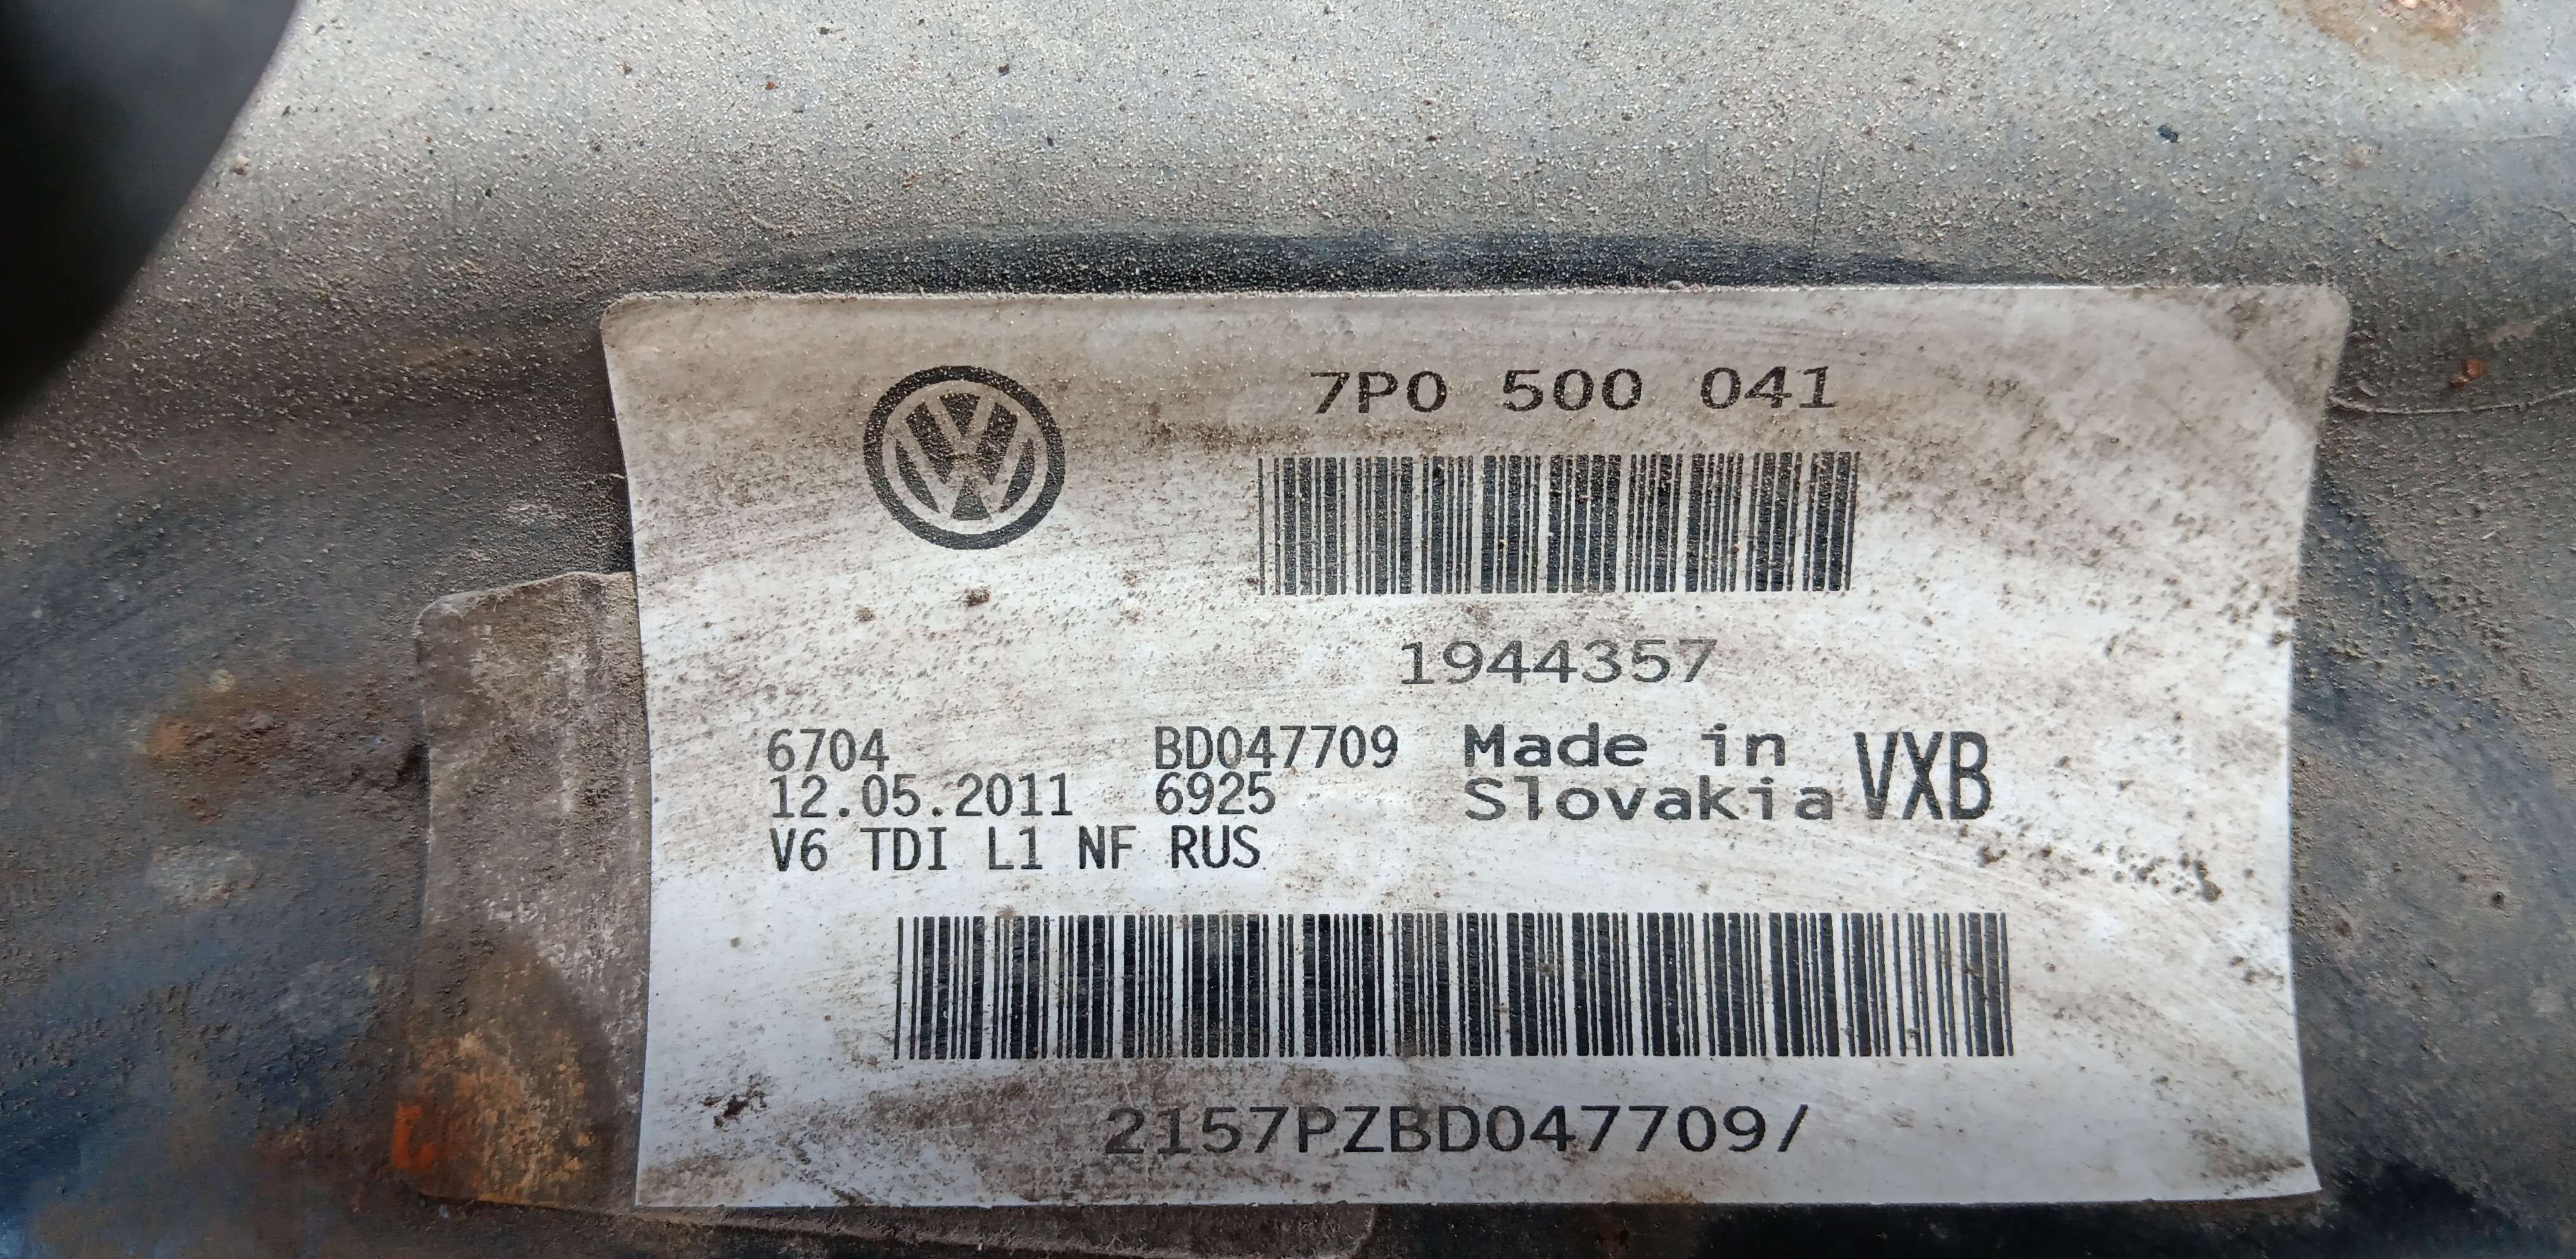 7P0 500 041
1944357
6704 BD047709 Made in VXB
12.05.2011 6925 Slovakia
V6 TDI L1 NF RUS
2157PZBD047709/